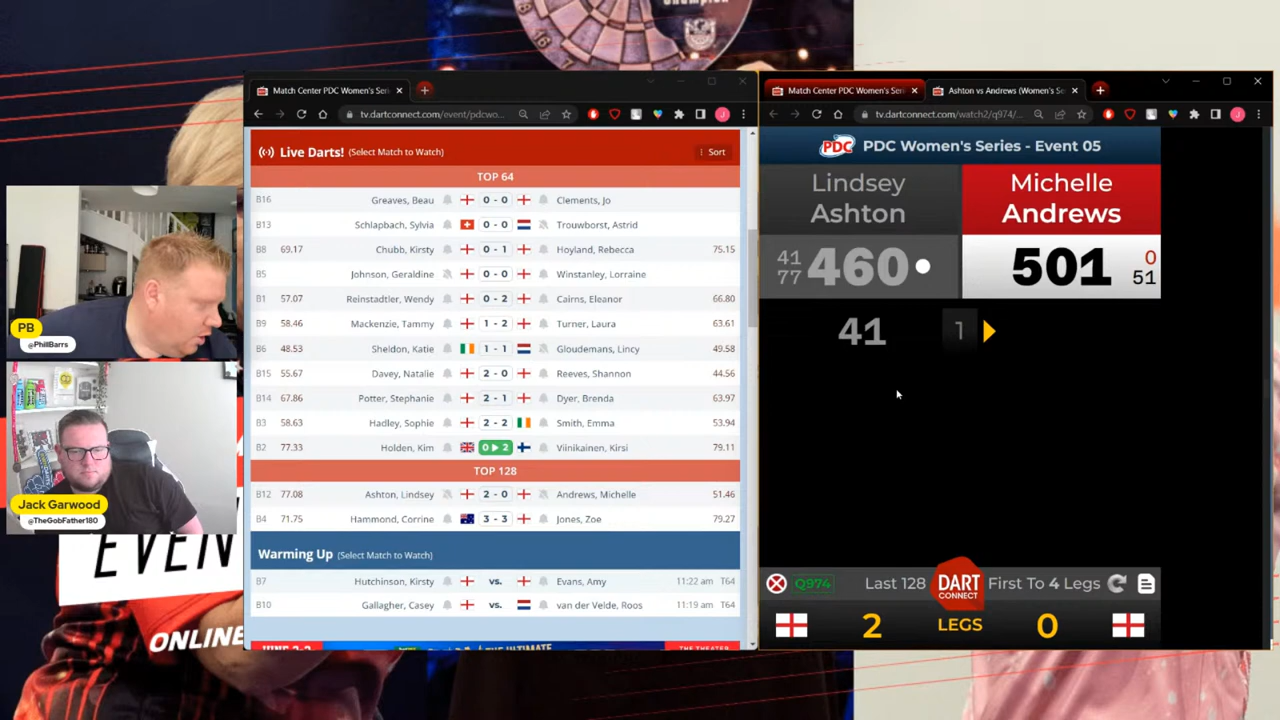 Champion
16
7
PB
@PhillBarrs
Jack Garwood
@TheGobFather180
EVEN
ONLINE
Match Center PDC Women's Seri
tv.dartconnect.com/event/pdcwo...
Live Darts! (Select Match to Watch)
Sort
TOP 64
B16 Greaves, Beau 0 - 0 Clements, Jo
B13 Schlapbach, Sylvia 0 - 0 Trouwborst, Astrid
B8 69.17 Chubb, Kirsty 0 - 1 Hoyland, Rebecca 75.15
B5 Johnson, Geraldine 0 - 0 Winstanley, Lorraine
B1 57.07 Reinstadtler, Wendy 0 - 2 Cairns, Eleanor 66.80
B9 58.46 Mackenzie, Tammy 1 - 2 Turner, Laura 63.61
B6 48.53 Sheldon, Katie 1 - 1 Gloudemans, Lincy 49.58
B15 55.67 Davey, Natalie 2 - 0 Reeves, Shannon 44.56
B14 67.86 Potter, Stephanie 2 - 1 Dyer, Brenda 63.97
B3 58.63 Hadley, Sophie 2 - 2 Smith, Emma 53.94
B2 77.33 Holden, Kim 0 ▶ 2 Viinikainen, Kirsi 79.11
TOP 128
B12 77.08 Ashton, Lindsey 2 - 0 Andrews, Michelle 51.46
B4 71.75 Hammond, Corrine 3 - 3 Jones, Zoe 79.27
Warming Up (Select Match to Watch)
B7 Hutchinson, Kirsty vs. Evans, Amy 11:22 am T64
B10 Gallagher, Casey vs. van der Velde, Roos 11:19 am T64
THE ULTIMATE
THE THEATER
Match Center PDC Women's Seri
Ashton vs Andrews (Women's Se
tv.dartconnect.com/watch2/q974/...
PDC PDC Women's Series - Event 05
Lindsey
Ashton
Michelle
Andrews
41
77
460
501
0
51
41 1
Q974 Last 128 DART CONNECT First To 4 Legs
2 LEGS 0